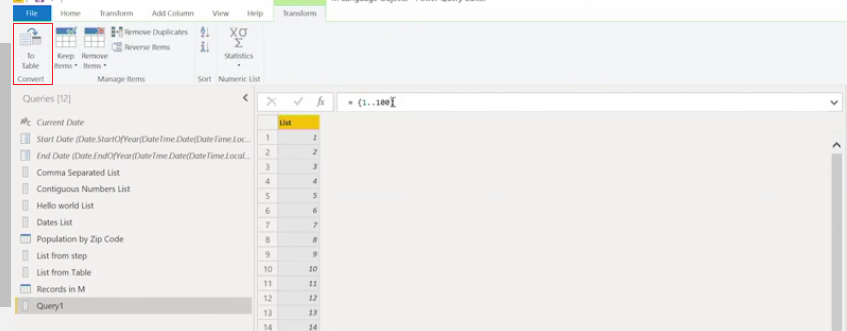 M Language Objects - Power Query Editor
File Home Transform Add Column View Help Transform
To Table
Keep Items
Remove Items
Remove Duplicates
Reverse Items
Statistics
Convert Manage Items Sort Numeric List
Queries [12]
fx = {1..100}
Current Date
Start Date (Date.StartOfYear(DateTme.Date(DateTime.Loc...
End Date (Date.EndOfYear(DateTme.Date(DateTime.Local...
Comma Separated List
Contiguous Numbers List
Hello world List
Dates List
Population by Zip Code
List from step
List from Table
Records in M
Query1
List
1 1
2 2
3 3
4 4
5 5
6 6
7 7
8 8
9 9
10 10
11 11
12 12
13 13
14 14